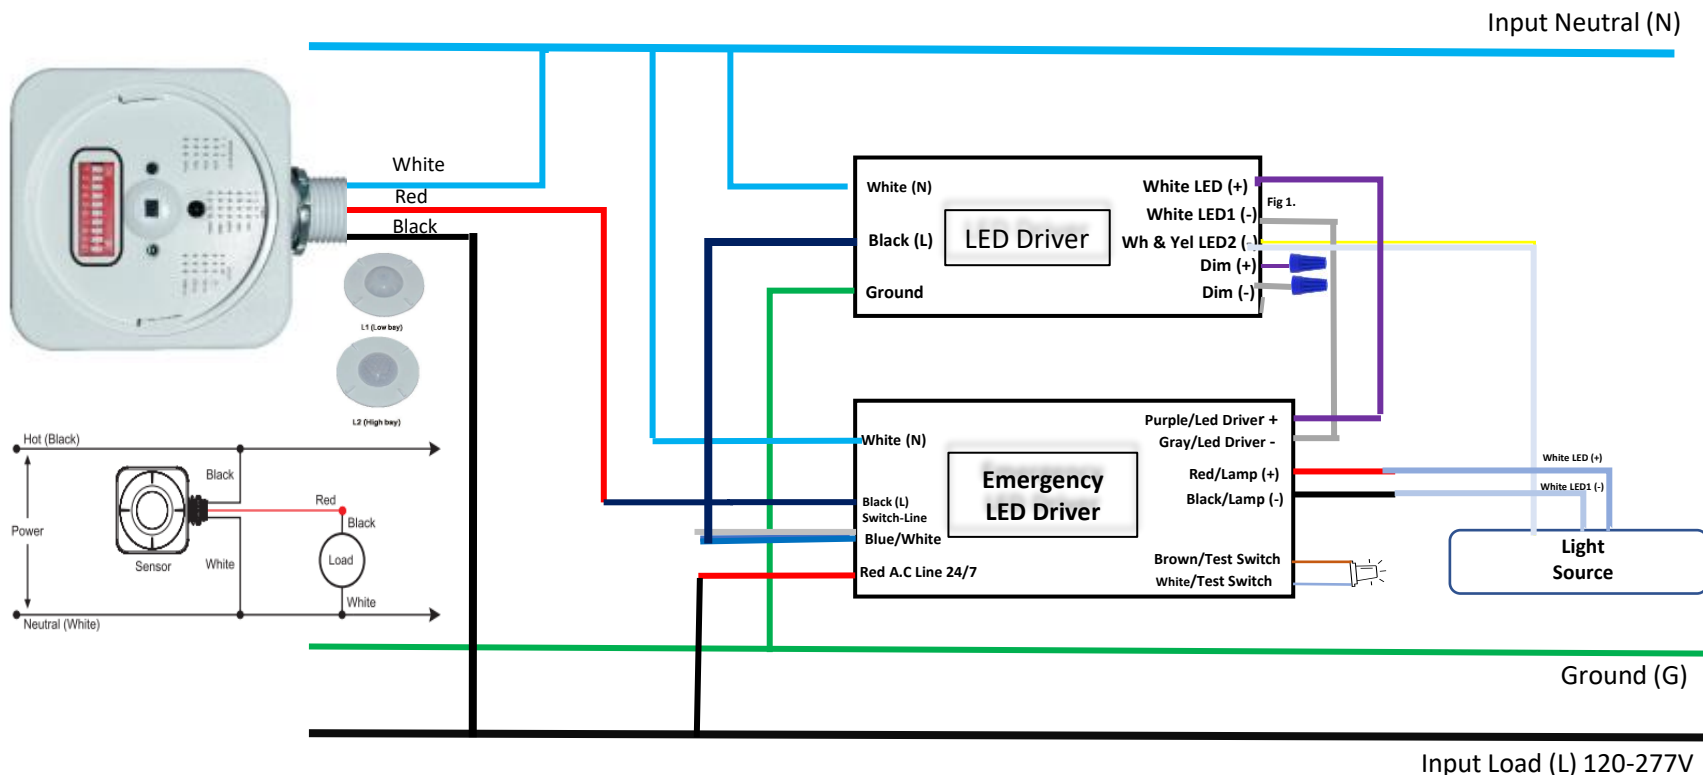 Input Neutral (N)
White
Red
Black
L1 (Low bay)
L2 (High bay)
White (N)
Black (L)
Ground
LED Driver
White LED (+)
White LED1 (-)
Wh & Yel LED2 (-)
Dim (+)
Dim (-)
Fig 1.
White (N)
Black (L)
Switch-Line
Blue/White
Red A.C Line 24/7
Emergency
LED Driver
Purple/Led Driver +
Gray/Led Driver -
Red/Lamp (+)
Black/Lamp (-)
Brown/Test Switch
White/Test Switch
White LED (+)
White LED1 (-)
Light
Source
Hot (Black)
Black
Red
Black
Power
Sensor
White
Load
White
Neutral (White)
Ground (G)
Input Load (L) 120-277V